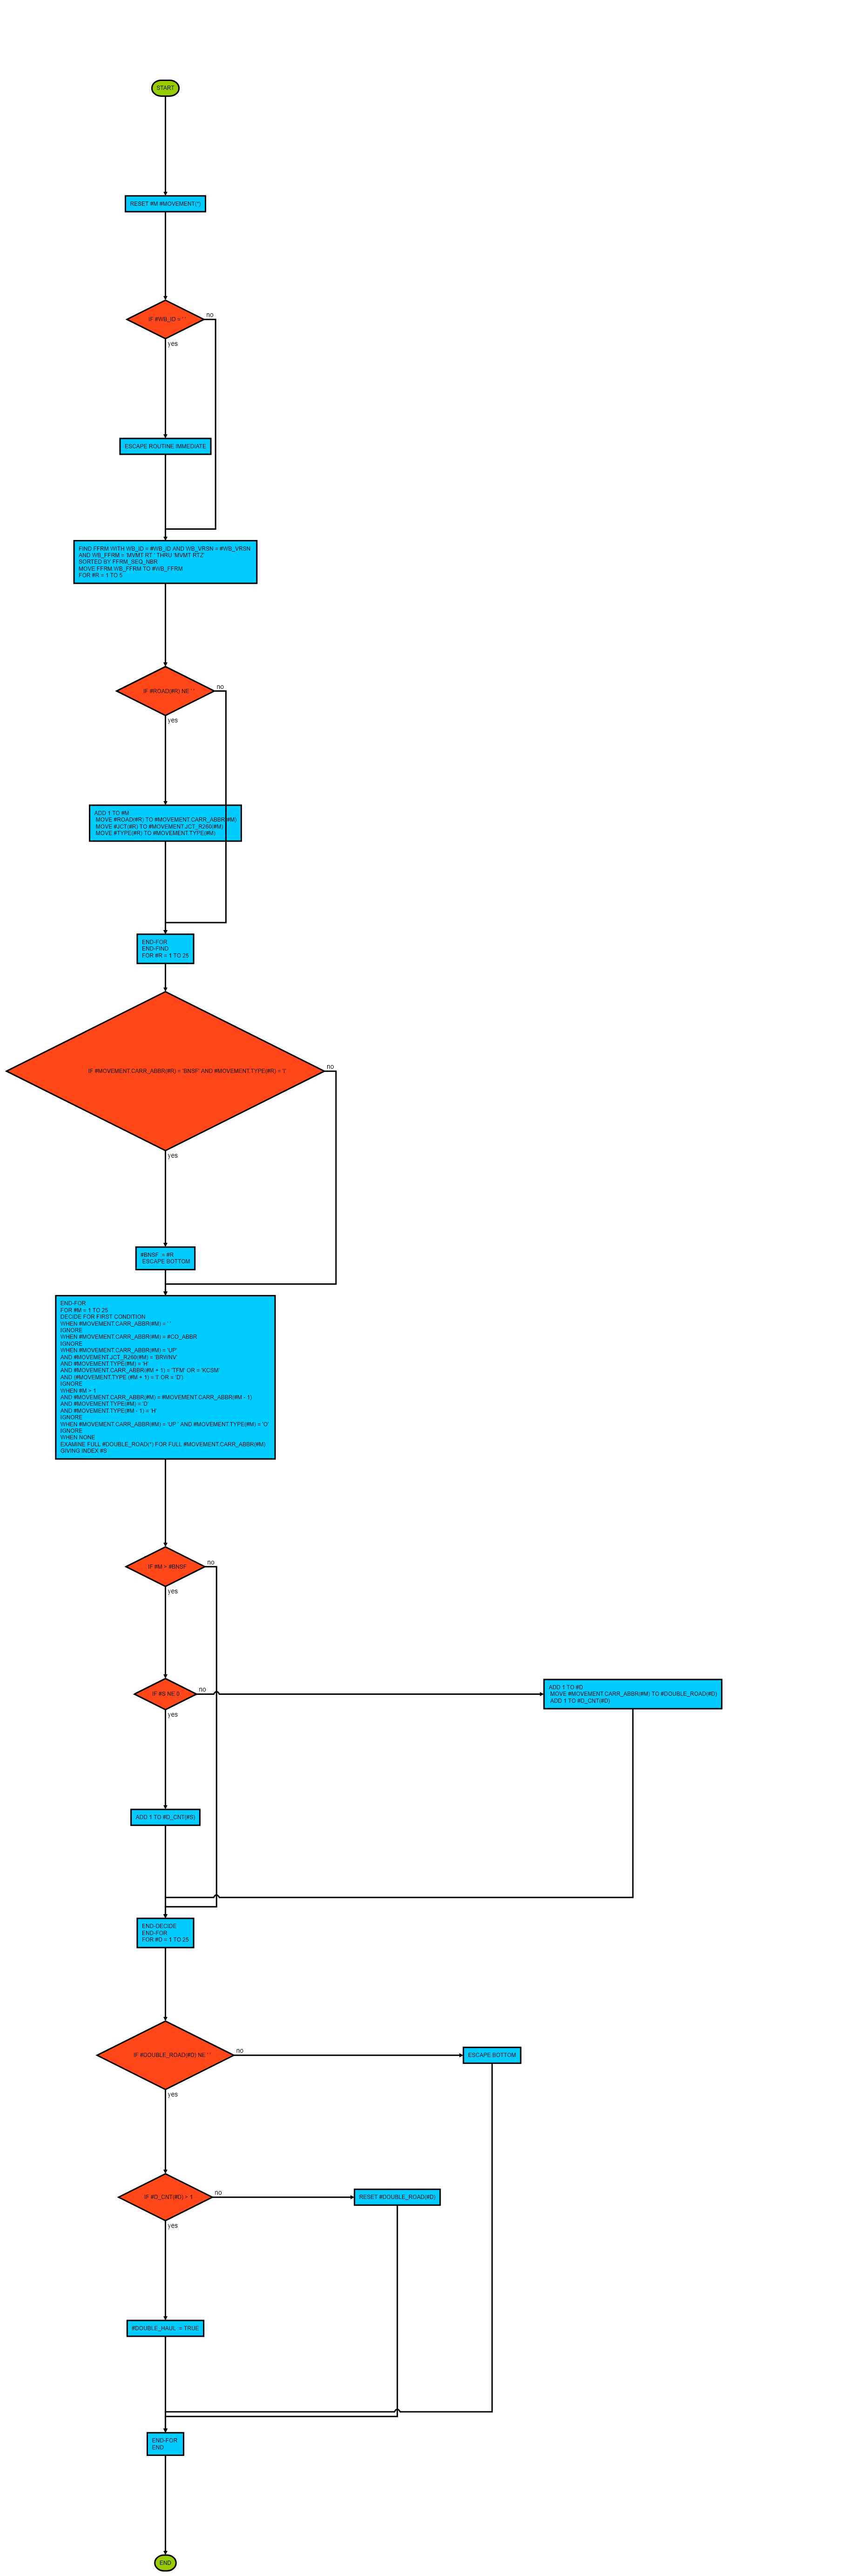 START
RESET #M #MOVEMENT(*)
IF #WB_ID = ' '
no
yes
ESCAPE ROUTINE IMMEDIATE
FIND FFRM WITH WB_ID = #WB_ID AND WB_VRSN = #WB_VRSN
AND WB_FFRM = 'MVMT RT ' THRU 'MVMT RTZ'
SORTED BY FFRM_SEQ_NBR
MOVE FFRM.WB_FFRM TO #WB_FFRM
FOR #R = 1 TO 5
IF #ROAD(#R) NE ' '
no
yes
ADD 1 TO #M
MOVE #ROAD(#R) TO #MOVEMENT.CARR_ABBR(#M)
MOVE #JCT(#R) TO #MOVEMENT.JCT_R260(#M)
MOVE #TYPE(#R) TO #MOVEMENT.TYPE(#M)
END-FOR
END-FIND
FOR #R = 1 TO 25
IF #MOVEMENT.CARR_ABBR(#R) = 'BNSF' AND #MOVEMENT.TYPE(#R) = 'I'
no
yes
#BNSF := #R
ESCAPE BOTTOM
END-FOR
FOR #M = 1 TO 25
DECIDE FOR FIRST CONDITION
WHEN #MOVEMENT.CARR_ABBR(#M) = ' '
IGNORE
WHEN #MOVEMENT.CARR_ABBR(#M) = #CO_ABBR
IGNORE
WHEN #MOVEMENT.CARR_ABBR(#M) = 'UP'
AND #MOVEMENT.JCT_R260(#M) = 'BRWNV'
AND #MOVEMENT.TYPE(#M) = 'H'
AND #MOVEMENT.CARR_ABBR(#M + 1) = 'TFM' OR = 'KCSM'
AND (#MOVEMENT.TYPE (#M + 1) = 'I' OR = 'D')
IGNORE
WHEN #M > 1
AND #MOVEMENT.CARR_ABBR(#M) = #MOVEMENT.CARR_ABBR(#M - 1)
AND #MOVEMENT.TYPE(#M) = 'D'
AND #MOVEMENT.TYPE(#M - 1) = 'H'
IGNORE
WHEN #MOVEMENT.CARR_ABBR(#M) = 'UP ' AND #MOVEMENT.TYPE(#M) = 'O'
IGNORE
WHEN NONE
EXAMINE FULL #DOUBLE_ROAD(*) FOR FULL #MOVEMENT.CARR_ABBR(#M)
GIVING INDEX #S
IF #M = #BNSF
no
yes
IF #S NE 0
no
ADD 1 TO #D
MOVE #MOVEMENT.CARR_ABBR(#M) TO #DOUBLE_ROAD(#D)
ADD 1 TO #D_CNT(#D)
yes
ADD 1 TO #D_CNT(#S)
END-DECIDE
END-FOR
FOR #D = 1 TO 25
IF #DOUBLE_ROAD(#D) NE ' '
no
ESCAPE BOTTOM
yes
IF #D_CNT(#D) > 1
no
RESET #DOUBLE_ROAD(#D)
yes
#DOUBLE_HAUL := TRUE
END-FOR
END
END